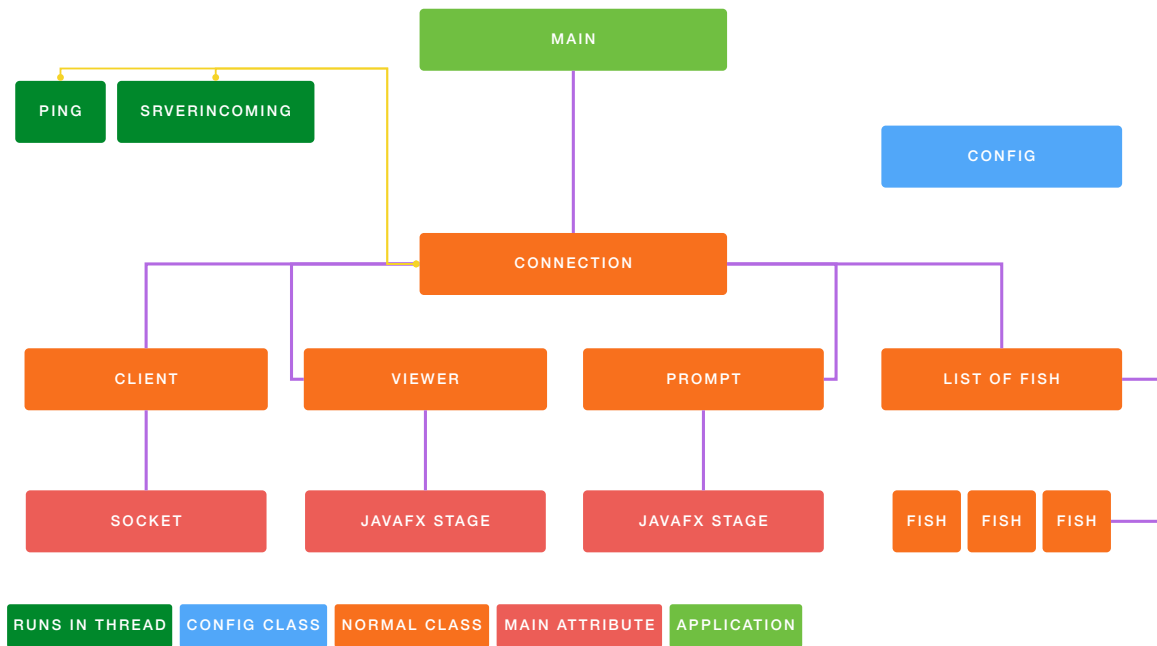 MAIN
PING
SRVERINCOMING
CONFIG
CONNECTION
CLIENT
VIEWER
PROMPT
LIST OF FISH
SOCKET
JAVAFX STAGE
JAVAFX STAGE
FISH
FISH
FISH
RUNS IN THREAD
CONFIG CLASS
NORMAL CLASS
MAIN ATTRIBUTE
APPLICATION